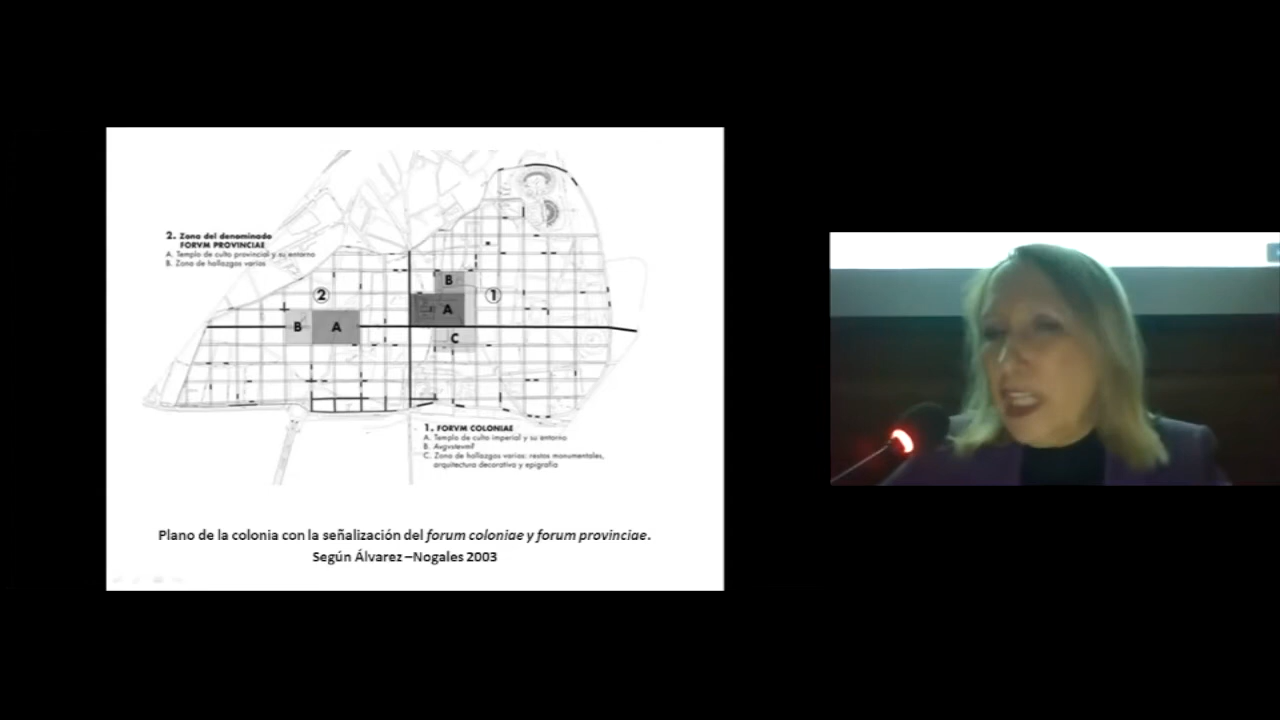 2. Zona del denominado
FORVM PROVINCIAE
A. Templo de culto provincial y su entorno
B. Zona de hallazgos varios
B
2
1
A
B
A
C
1. FORVM COLONIAE
A. Templo de culto imperial y su entorno
B. Avgvstevm?
C. Zona de hallazgos varios: restos monumentales,
arquitectura decorativa y epigrafía
Plano de la colonia con la señalización del forum coloniae y forum provinciae.
Según Álvarez –Nogales 2003